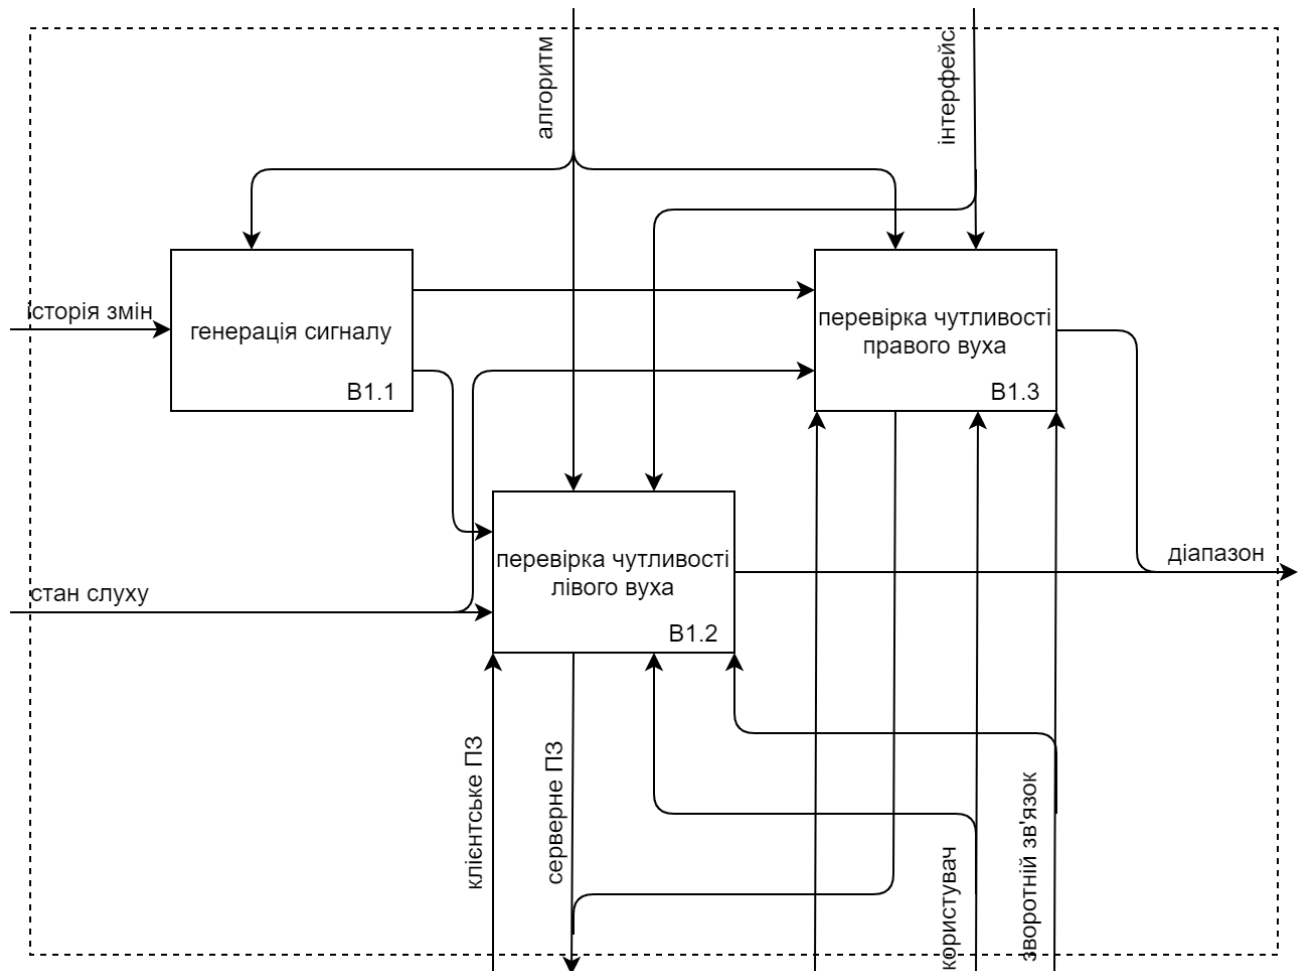 алгоритм
інтерфейс
історія змін
генерація сигналу
B1.1
перевірка чутливості
правого вуха
B1.3
стан слуху
перевірка чутливості
лівого вуха
B1.2
діапазон
клієнтське ПЗ
серверне ПЗ
користувач
зворотній зв'язок